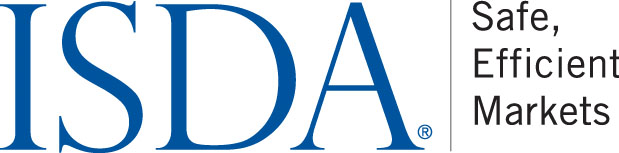 ISDA®
Safe,
Efficient
Markets